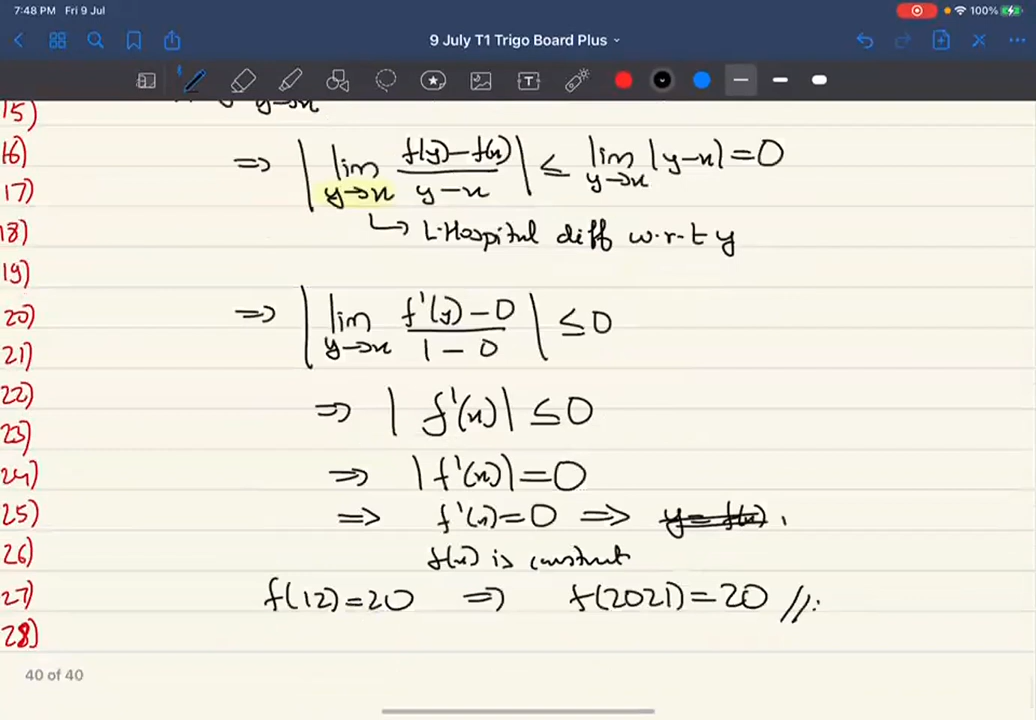 7:48 PM Fri 9 Jul 100%
9 July T1 Trigo Board Plus
15) y→x
16) ⇒ | lim y→x (f(y)-f(x))/(y-x) | ≤ lim y→x |y-x| = 0
17)
18) ↳ L-Hospital diff w.r.t y
19)
20) ⇒ | lim y→x (f'(y)-0)/(1-0) | ≤ 0
21)
22) ⇒ | f'(x) | ≤ 0
23)
24) ⇒ |f'(x)| = 0
25) ⇒ f'(x) = 0 ⇒ y = f(x)
26) f(x) is constant
27) f(12) = 20 ⇒ f(2021) = 20 //
28)
40 of 40